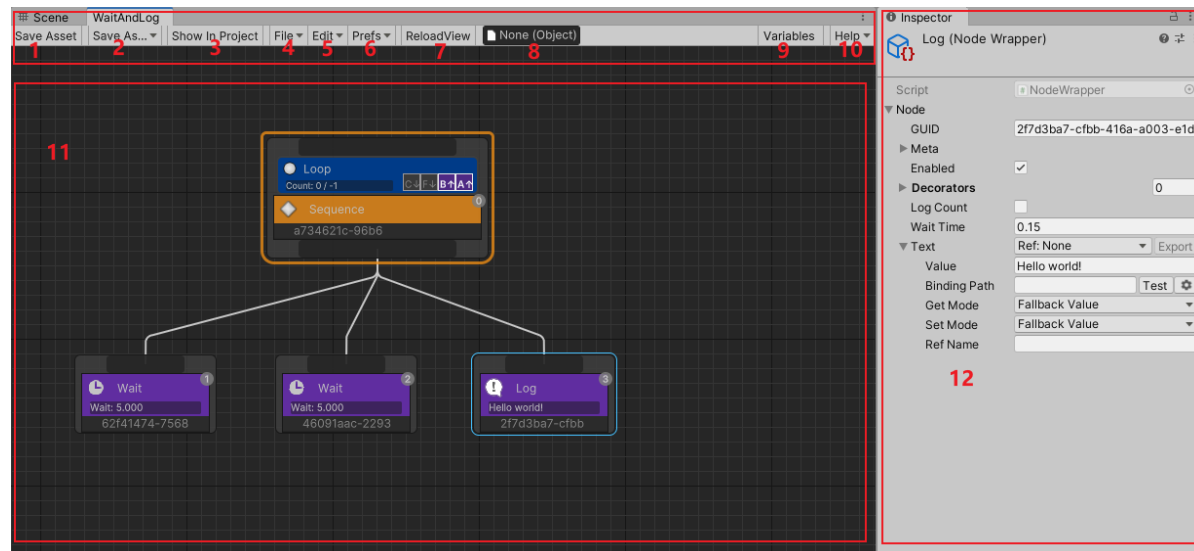 Scene WaitAndLog
Save Asset Save As... Show In Project File Edit Prefs ReloadView None (Object) Variables Help
1 2 3 4 5 6 7 8 9 10
11
Loop
Count: 0 / -1 C↓ F↓ B↑ A↑
0
Sequence
a734621c-96b6
1
Wait
Wait: 5.000
62f41474-7568
2
Wait
Wait: 5.000
46091aac-2293
3
Log
Hello world!
2f7d3ba7-cfbb
Inspector
Log (Node Wrapper)
Script NodeWrapper
Node
GUID 2f7d3ba7-cfbb-416a-a003-e1d
Meta
Enabled
Decorators 0
Log Count
Wait Time 0.15
Text Ref: None Export
Value Hello world!
Binding Path Test
Get Mode Fallback Value
Set Mode Fallback Value
Ref Name
12